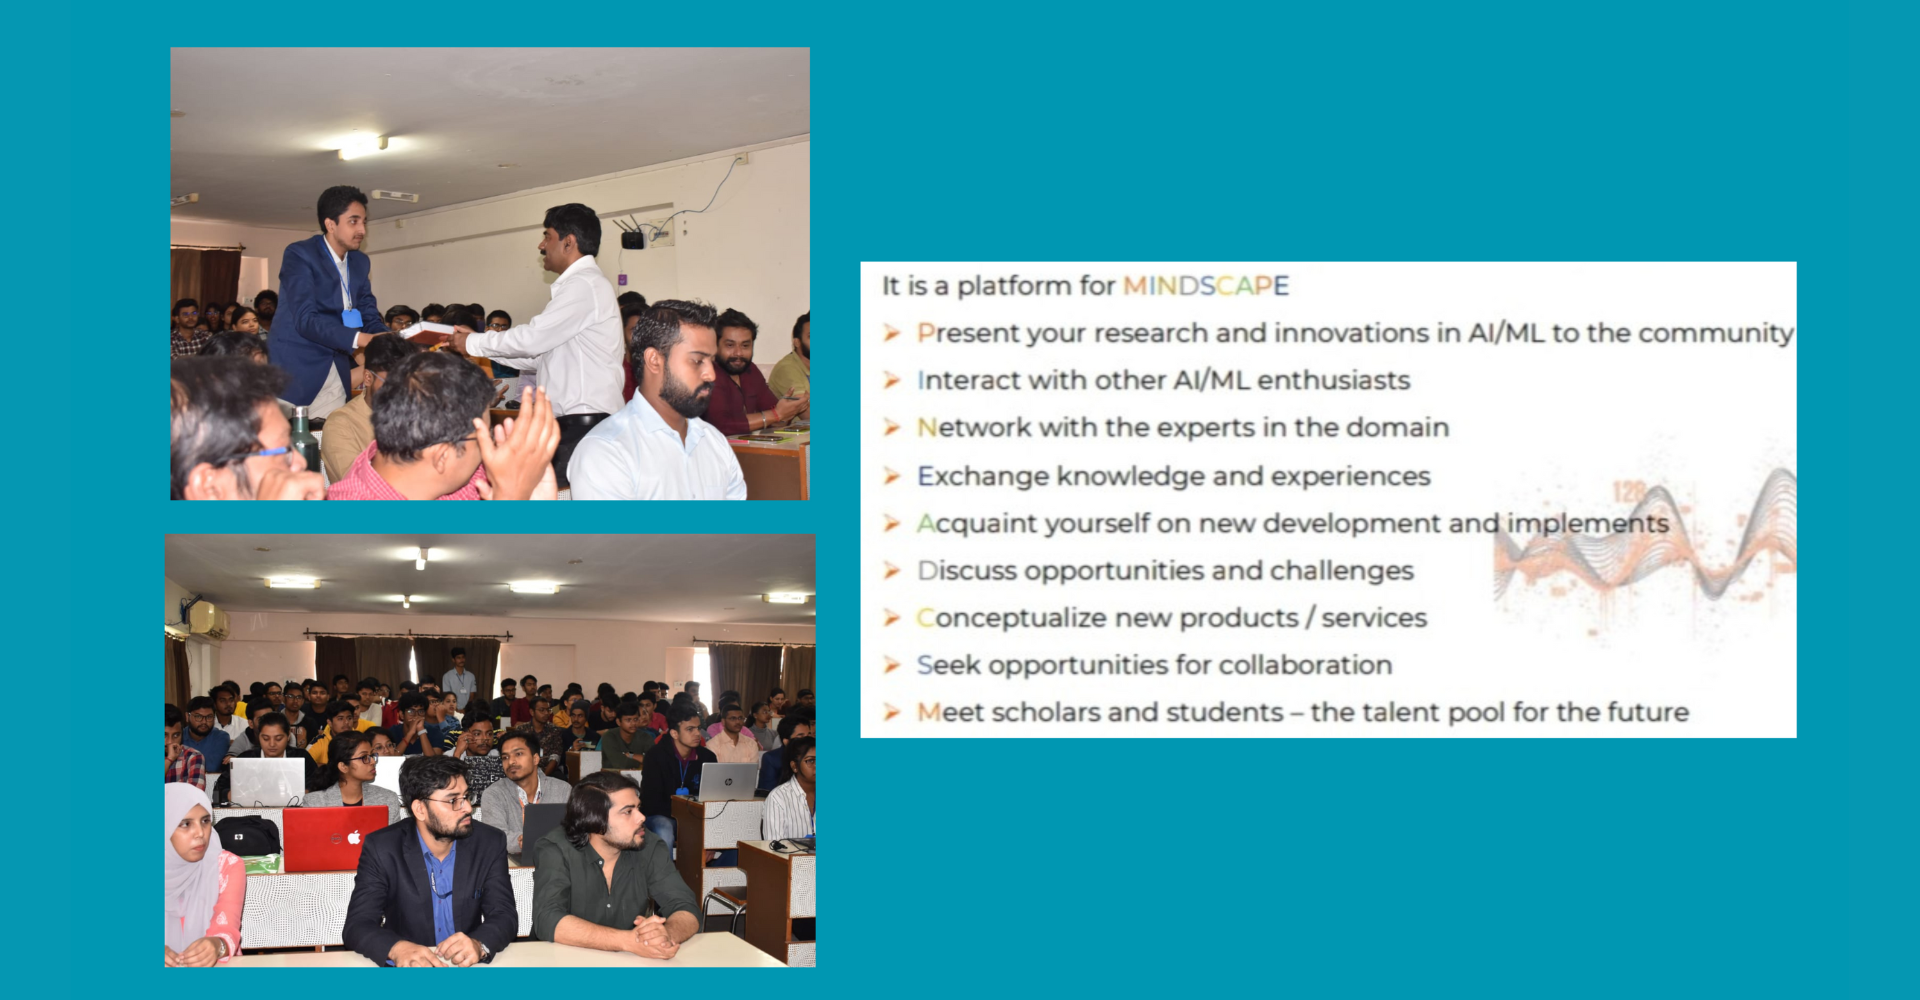 It is a platform for MINDSCAPE
➤ Present your research and innovations in AI/ML to the community
➤ Interact with other AI/ML enthusiasts
➤ Network with the experts in the domain
➤ Exchange knowledge and experiences
➤ Acquaint yourself on new development and implements
➤ Discuss opportunities and challenges
➤ Conceptualize new products / services
➤ Seek opportunities for collaboration
➤ Meet scholars and students – the talent pool for the future
128